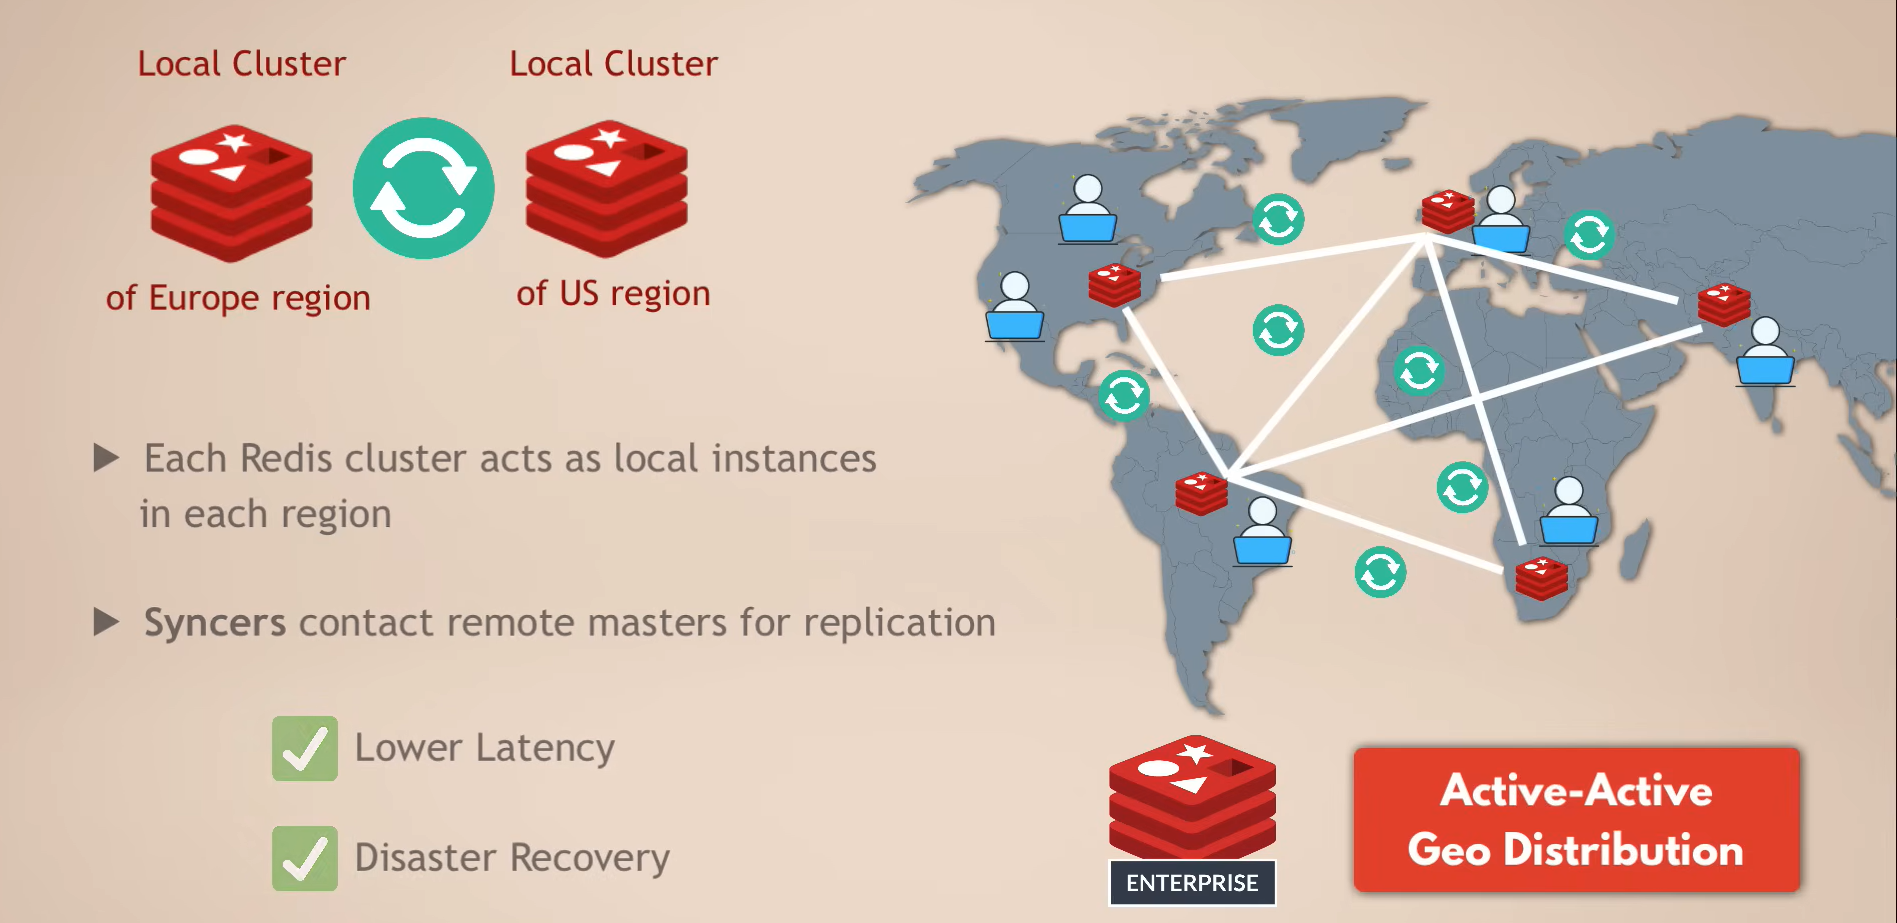 Local Cluster
Local Cluster
of Europe region
of US region
▶ Each Redis cluster acts as local instances
in each region
▶ Syncers contact remote masters for replication
Lower Latency
Disaster Recovery
ENTERPRISE
Active-Active
Geo Distribution